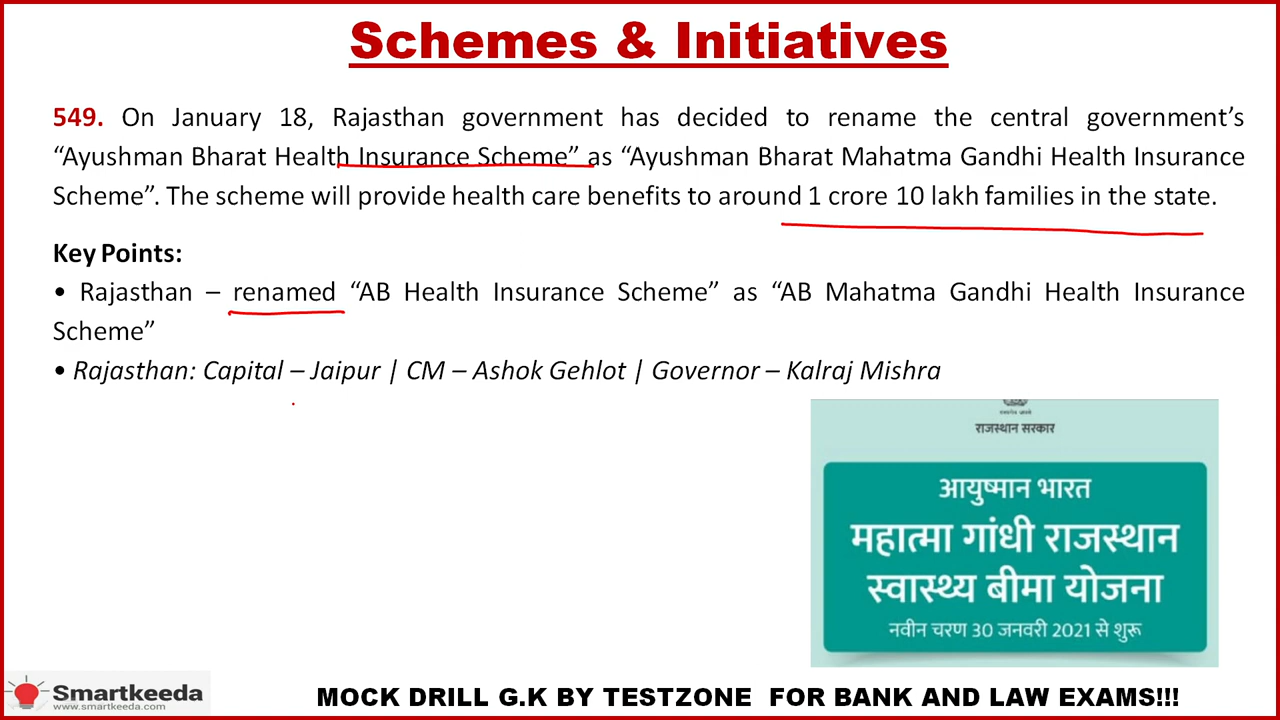 Schemes & Initiatives
549. On January 18, Rajasthan government has decided to rename the central government’s
“Ayushman Bharat Health Insurance Scheme” as “Ayushman Bharat Mahatma Gandhi Health Insurance
Scheme”. The scheme will provide health care benefits to around 1 crore 10 lakh families in the state.
Key Points:
• Rajasthan – renamed “AB Health Insurance Scheme” as “AB Mahatma Gandhi Health Insurance
Scheme”
• Rajasthan: Capital – Jaipur | CM – Ashok Gehlot | Governor – Kalraj Mishra
राजस्थान सरकार
आयुष्मान भारत
महात्मा गांधी राजस्थान
स्वास्थ्य बीमा योजना
नवीन चरण 30 जनवरी 2021 से शुरू
Smartkeeda
www.smartkeeda.com
MOCK DRILL G.K BY TESTZONE FOR BANK AND LAW EXAMS!!!